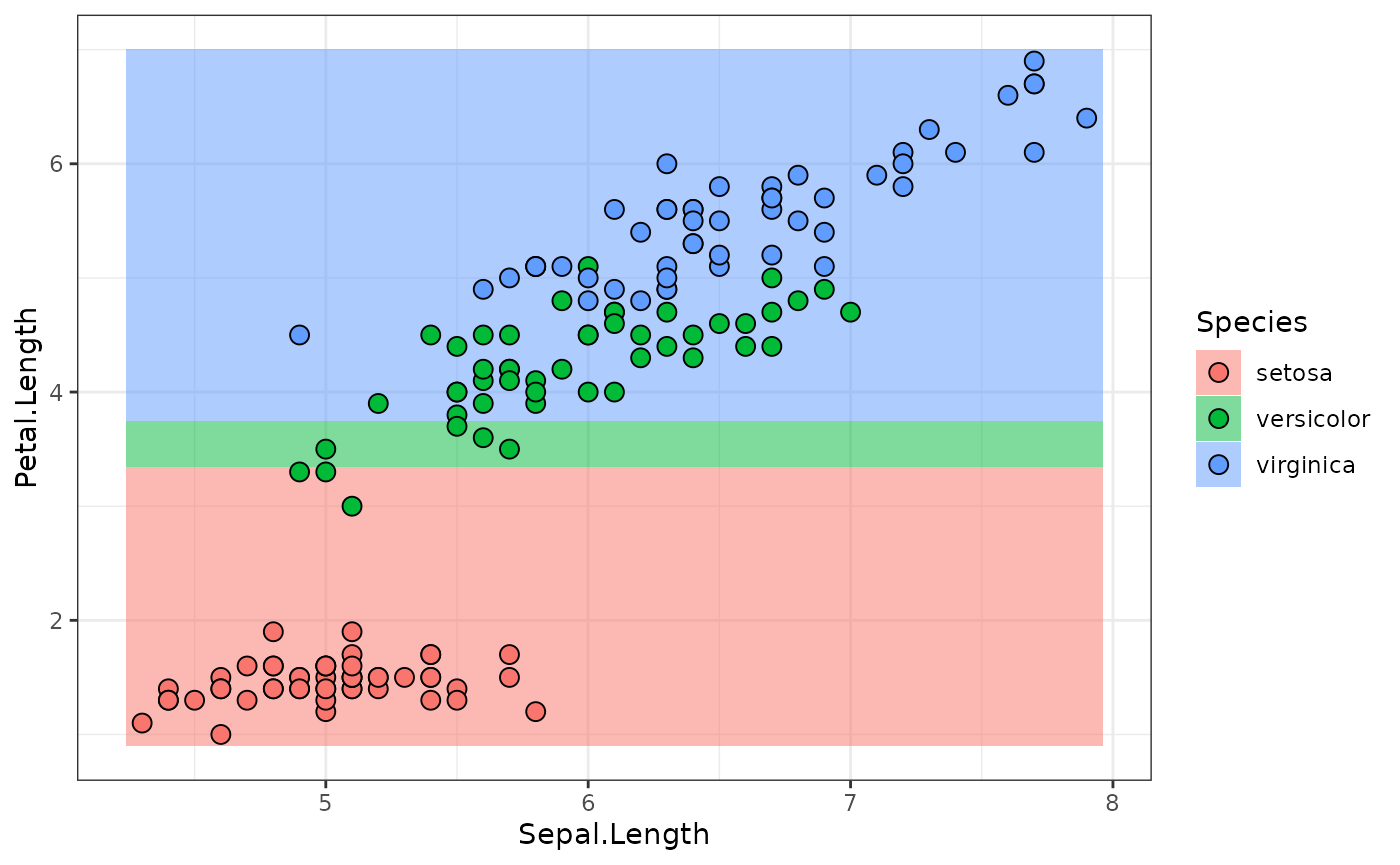 Petal.Length
6
4
2
5 6 7 8
Sepal.Length
Species
setosa
versicolor
virginica